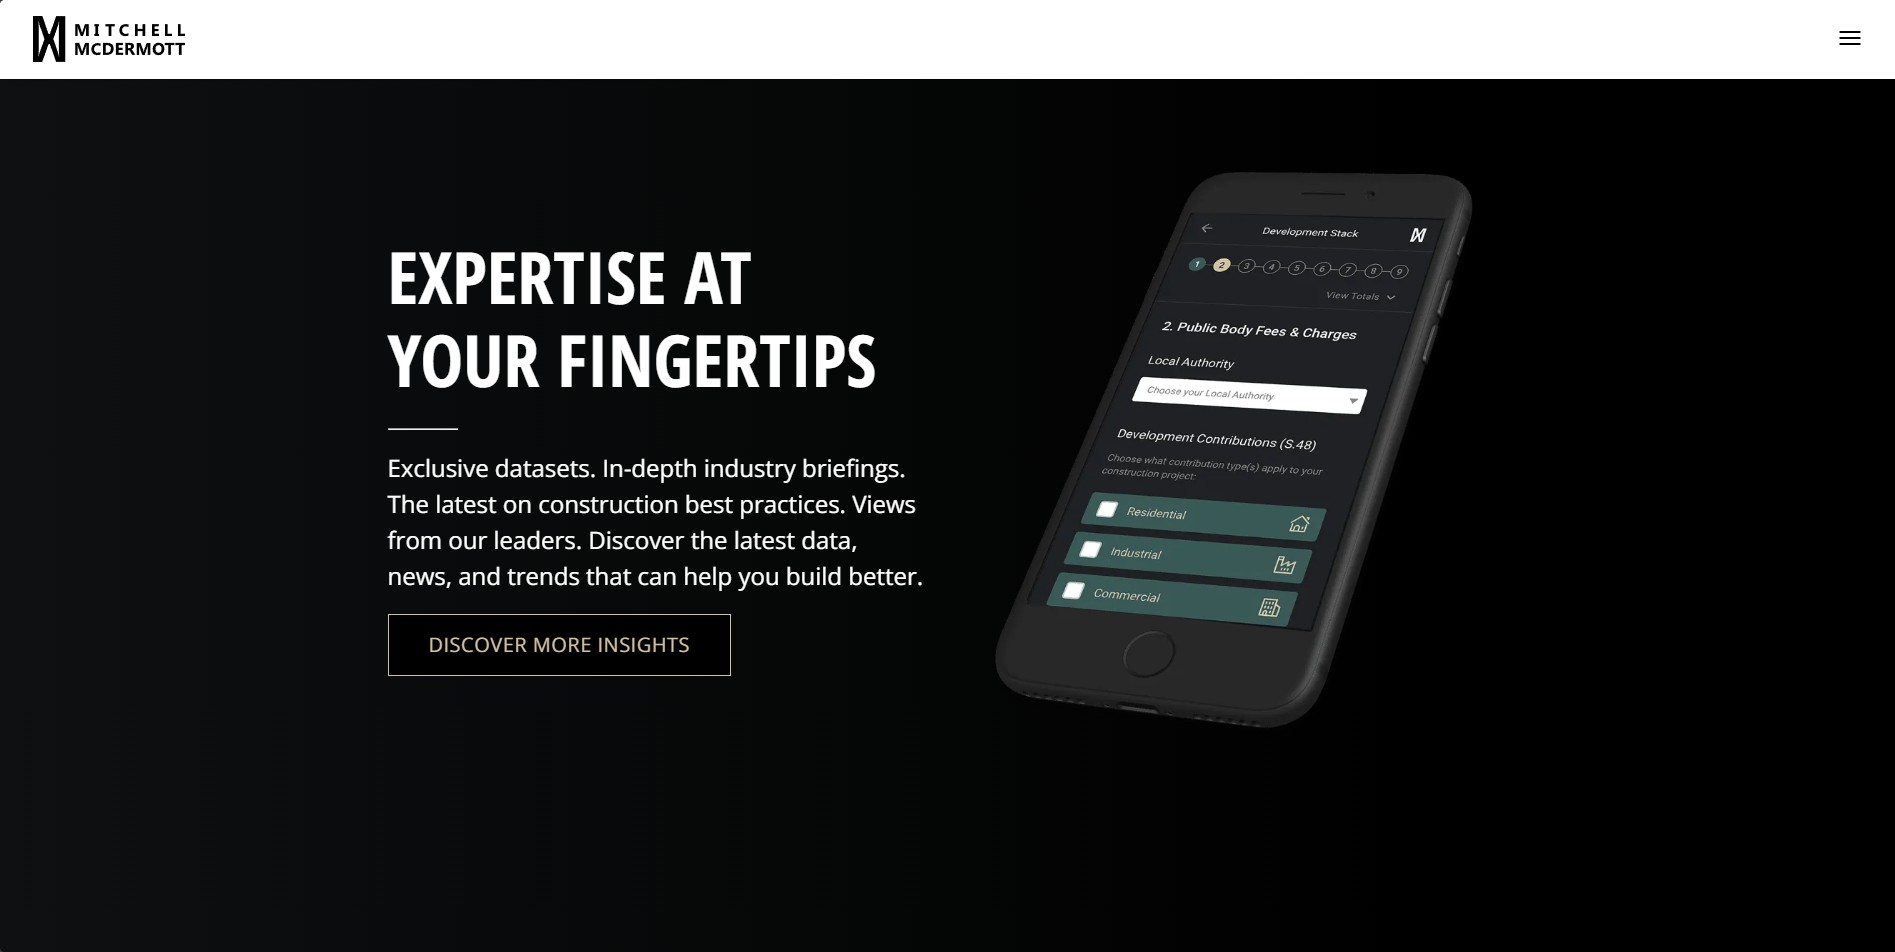 MITCHELL
MCDERMOTT
EXPERTISE AT
YOUR FINGERTIPS
Exclusive datasets. In-depth industry briefings.
The latest on construction best practices. Views
from our leaders. Discover the latest data,
news, and trends that can help you build better.
DISCOVER MORE INSIGHTS
Development Stack
1 2 3 4 5 6 7 8 9
View Totals
2. Public Body Fees & Charges
Local Authority
Choose your Local Authority
Development Contributions (S.48)
Choose what contribution type(s) apply to your
construction project:
Residential
Industrial
Commercial